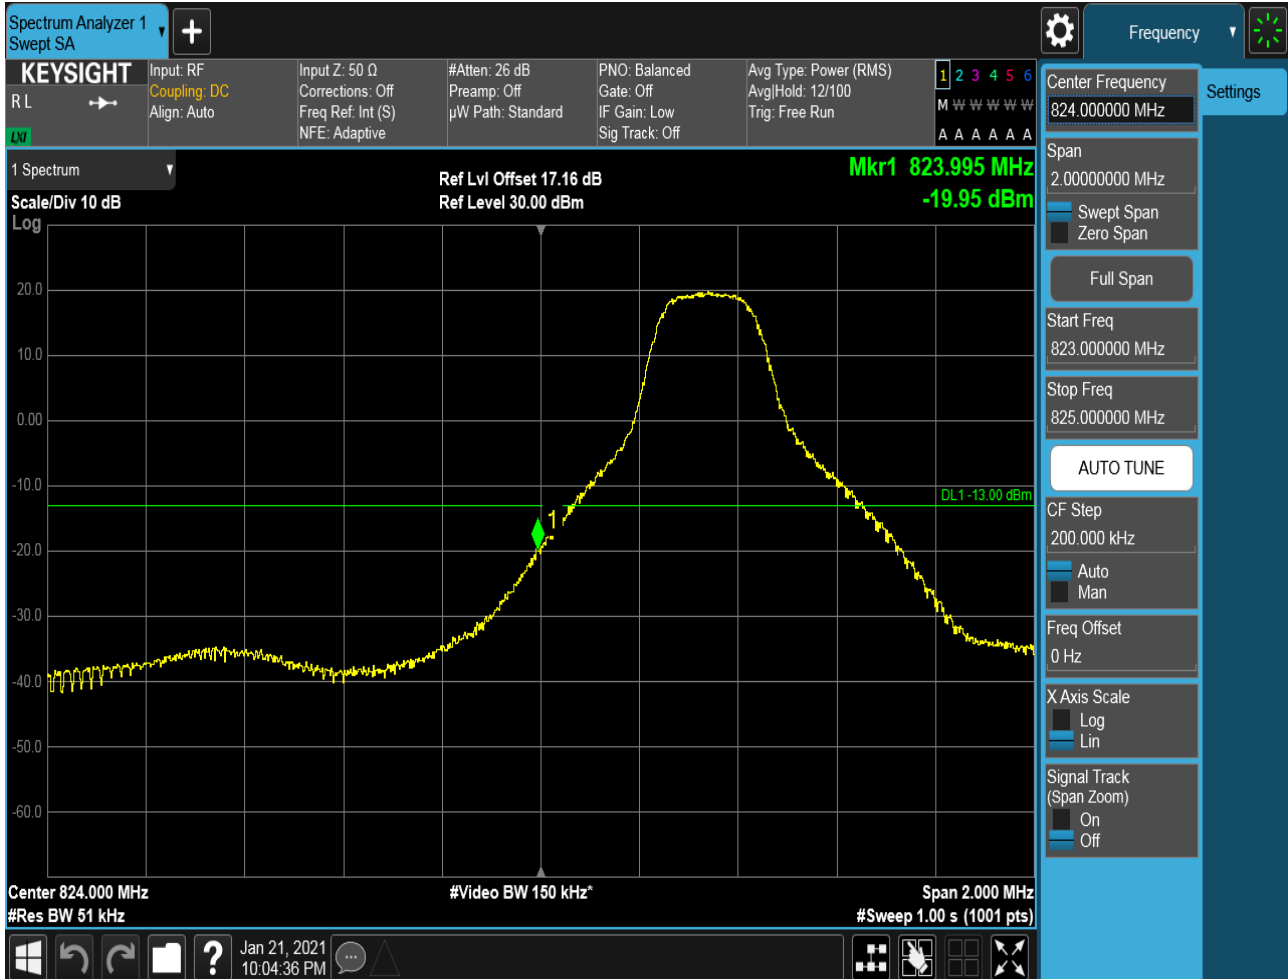 Spectrum Analyzer 1
Swept SA
+
Frequency
KEYSIGHT
R L
LXI
Input: RF
Coupling: DC
Align: Auto
Input Z: 50 Ω
Corrections: Off
Freq Ref: Int (S)
NFE: Adaptive
#Atten: 26 dB
Preamp: Off
µW Path: Standard
PNO: Balanced
Gate: Off
IF Gain: Low
Sig Track: Off
Avg Type: Power (RMS)
Avg|Hold: 12/100
Trig: Free Run
1 2 3 4 5 6
M W W W W W
A A A A A A
1 Spectrum
Scale/Div 10 dB
Log
Ref Lvl Offset 17.16 dB
Ref Level 30.00 dBm
Mkr1 823.995 MHz
-19.95 dBm
20.0
10.0
0.00
-10.0
-20.0
-30.0
-40.0
-50.0
-60.0
DL1 -13.00 dBm
1
Center 824.000 MHz
#Res BW 51 kHz
#Video BW 150 kHz*
Span 2.000 MHz
#Sweep 1.00 s (1001 pts)
Center Frequency
824.000000 MHz
Settings
Span
2.00000000 MHz
Swept Span
Zero Span
Full Span
Start Freq
823.000000 MHz
Stop Freq
825.000000 MHz
AUTO TUNE
CF Step
200.000 kHz
Auto
Man
Freq Offset
0 Hz
X Axis Scale
Log
Lin
Signal Track
(Span Zoom)
On
Off
?
Jan 21, 2021
10:04:36 PM